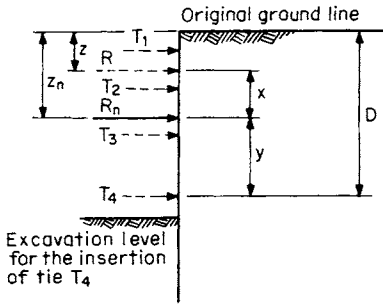 Original ground line
T1
z
R
zn
T2
x
Rn
D
T3
y
T4
Excavation level
for the insertion
of tie T4